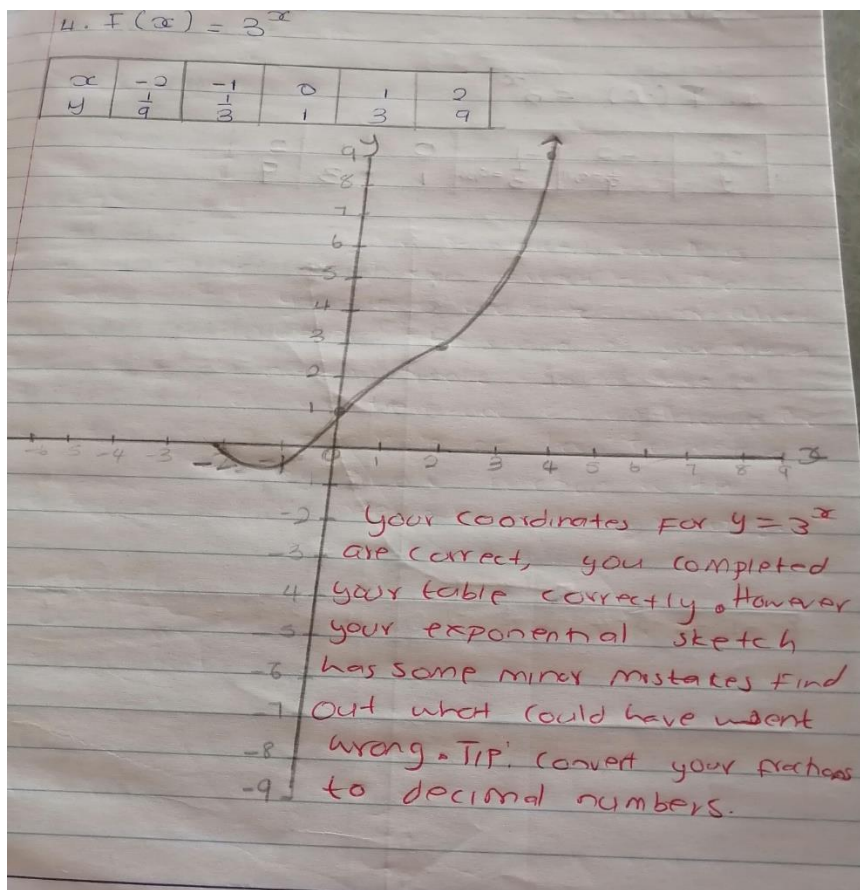 4. F(x) = 3^x
x -2 -1 0 1 2
y 1/9 1/3 1 3 9
y
9
8
7
6
5
4
3
2
1
-6 -5 -4 -3 -2 -1 0 1 2 3 4 5 6 7 8 9 x
-2 Your coordinates For y = 3^x
-3 are correct, you completed
4 your table correctly. However
-5 your exponential sketch
-6 has some minor mistakes find
-7 out what could have went
-8 wrong. TIP: convert your fractions
-9 to decimal numbers.